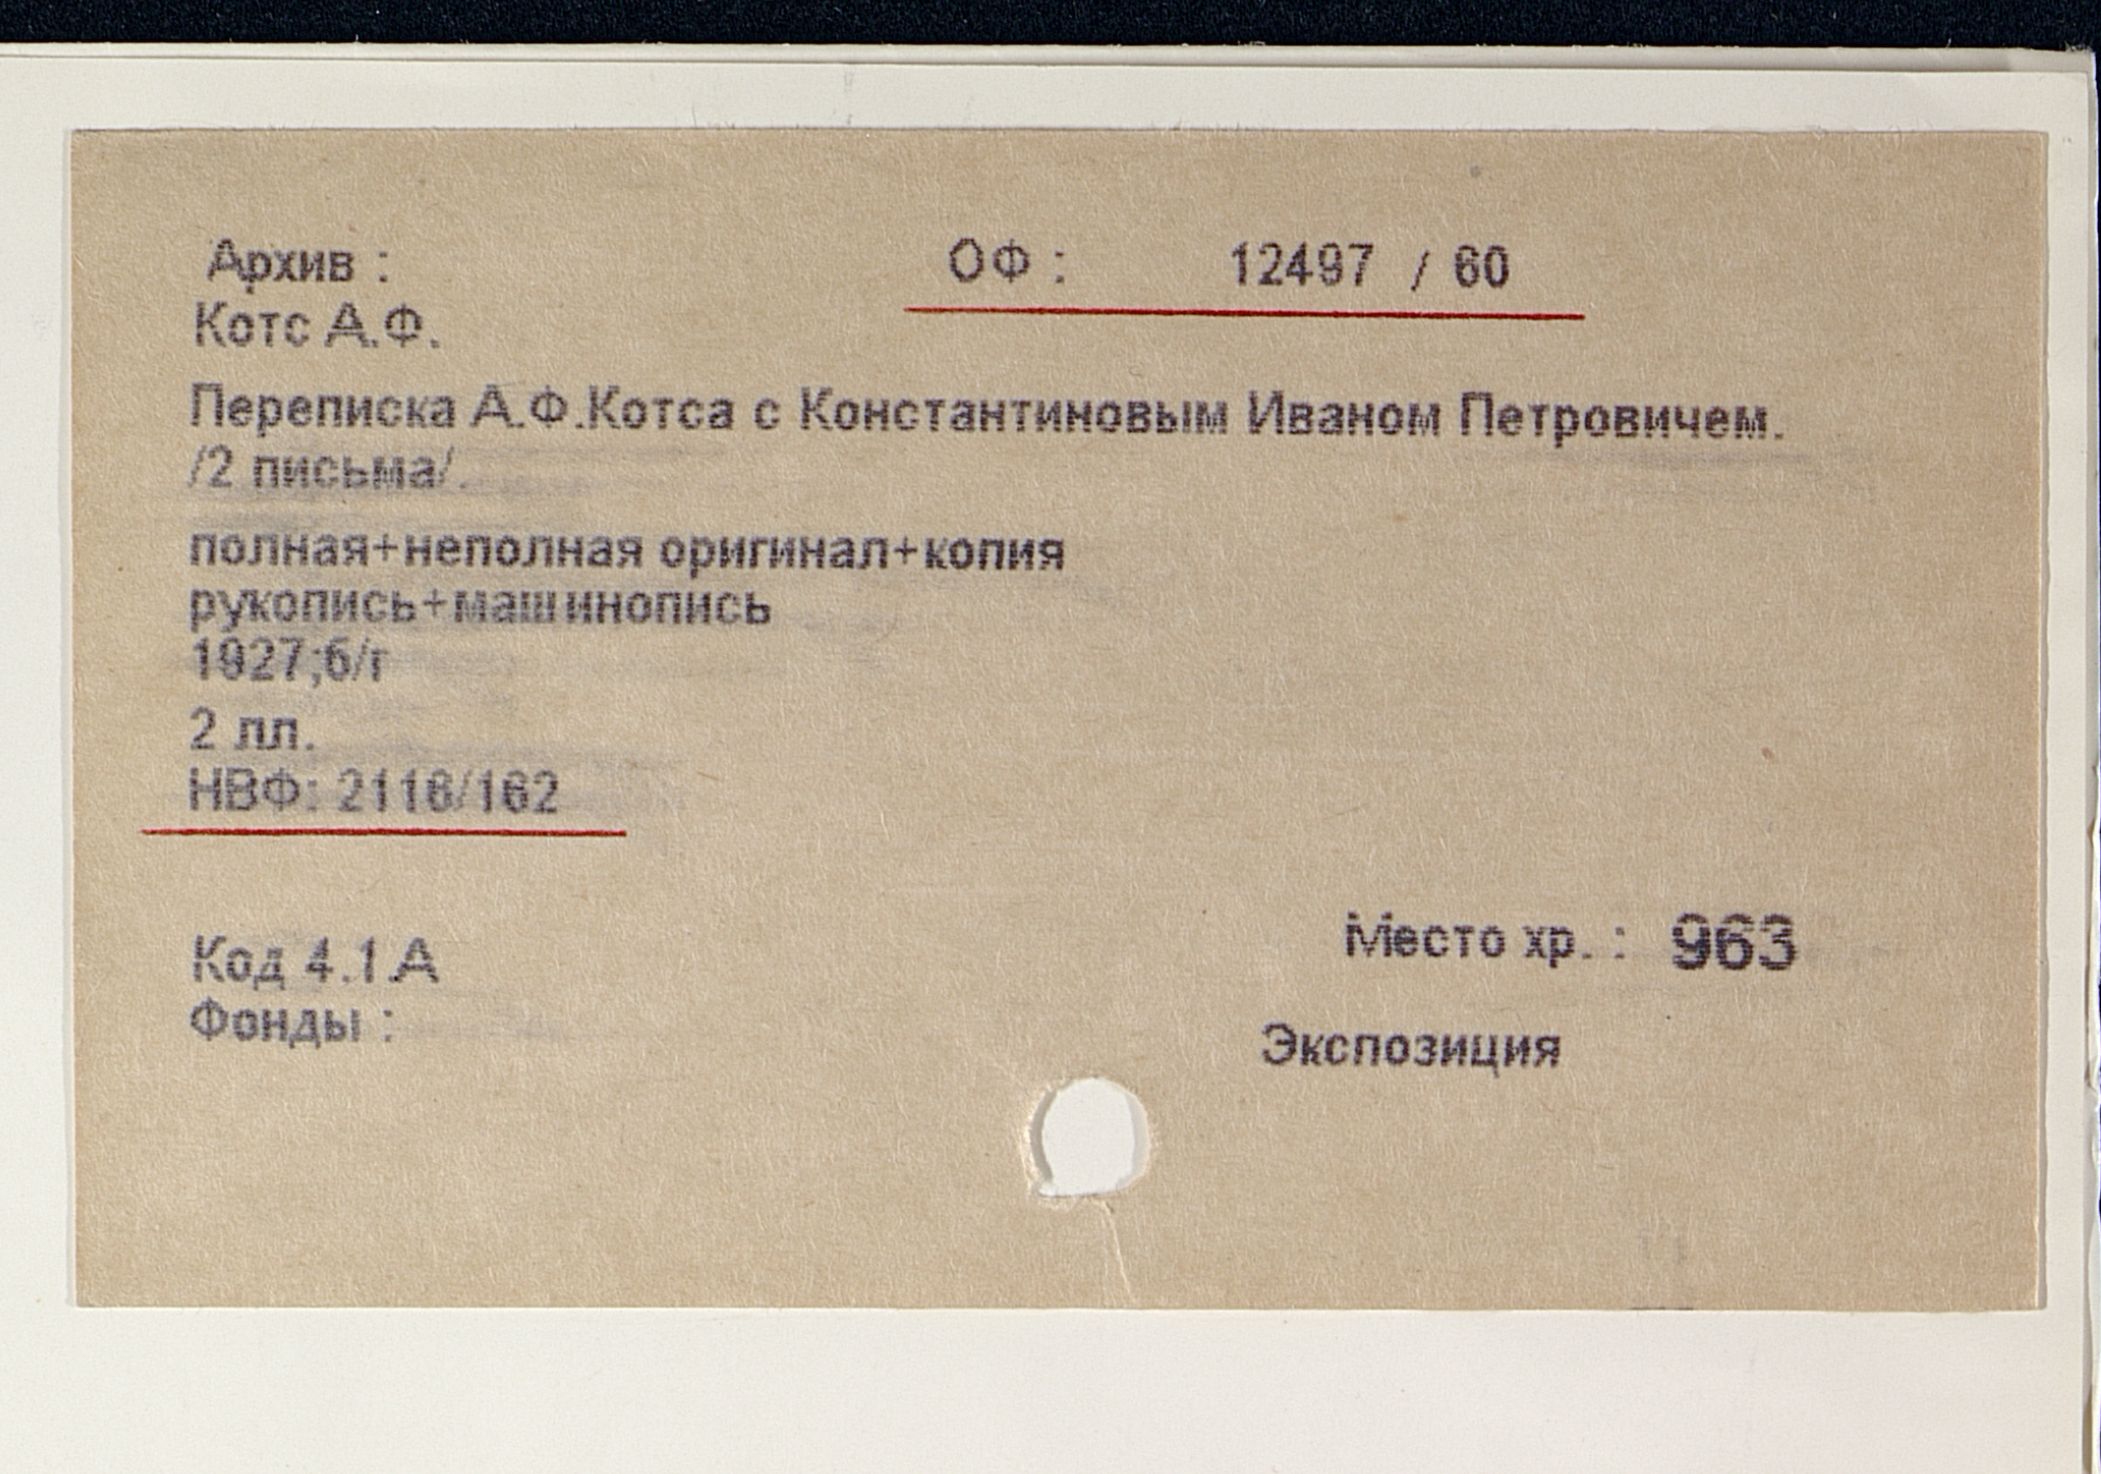 Архив : ОФ : 12497 / 60
Котс А.Ф.
Переписка А.Ф.Котса с Константиновым Иваном Петровичем.
/2 письма/.
полная+неполная оригинал+копия
рукопись+машинопись
1927;б/г
2 лл.
НВФ: 2116/162
Место хр. : 963
Код 4.1.А
Фонды :
Экспозиция